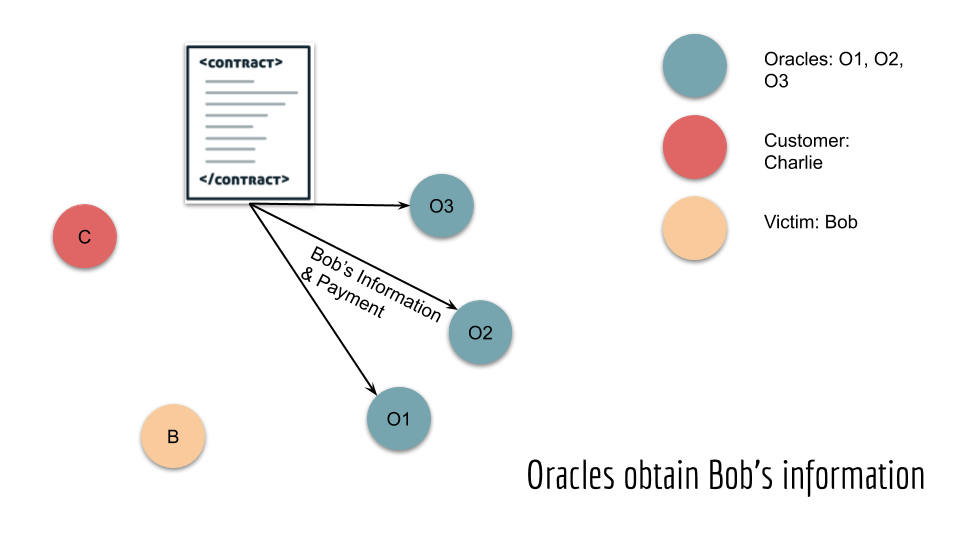 <CONTRACT>
</CONTRACT>
Oracles: O1, O2,
O3
Customer:
Charlie
Victim: Bob
O3
C
Bob's Information
& Payment
O2
O1
B
Oracles obtain Bob's information